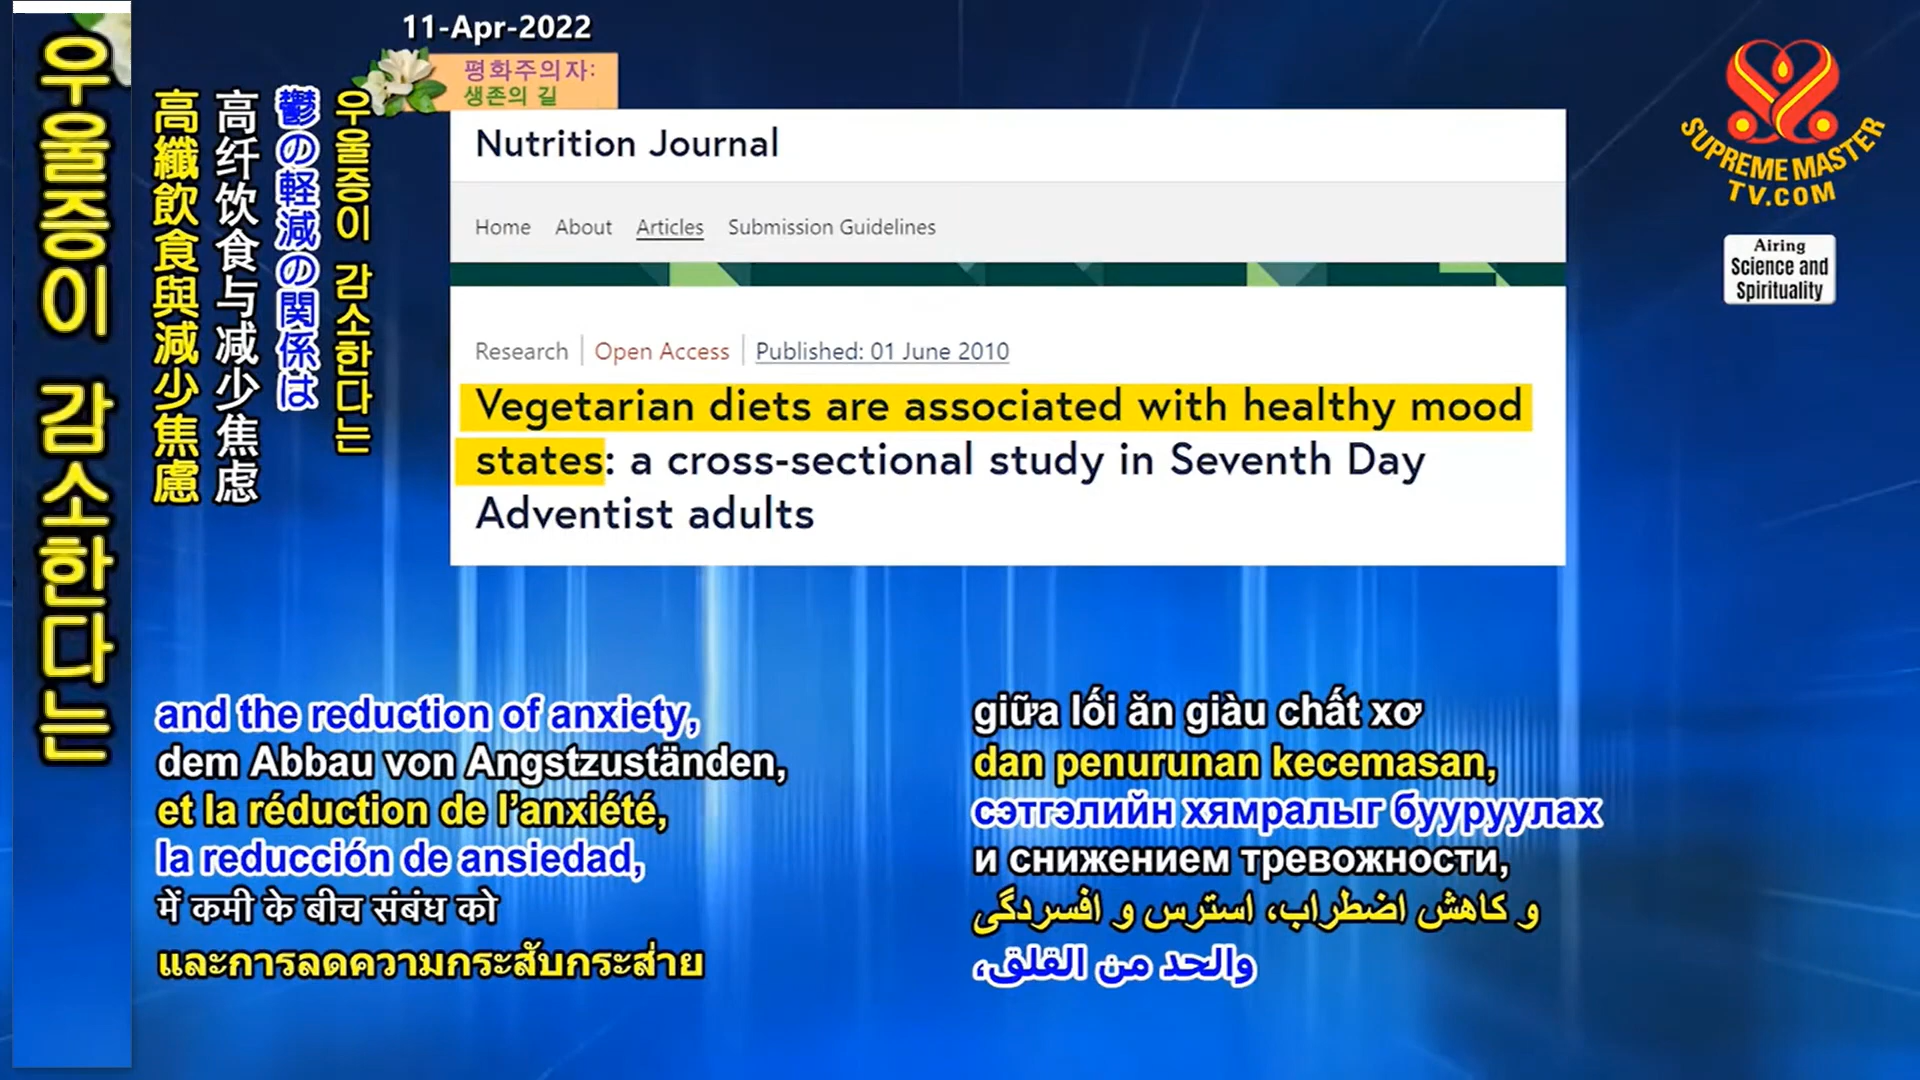 11-Apr-2022
평화주의자:
생존의 길
우울증이 감소한다는
우울증이 감소한다는
鬱の軽減の関係は
高纤饮食与减少焦虑
高纖飲食與減少焦慮
Nutrition Journal
Home About Articles Submission Guidelines
Research Open Access Published: 01 June 2010
Vegetarian diets are associated with healthy mood
states: a cross-sectional study in Seventh Day
Adventist adults
SUPREME MASTER
TV.COM
Airing
Science and
Spirituality
and the reduction of anxiety,
dem Abbau von Angstzuständen,
et la réduction de l’anxiété,
la reducción de ansiedad,
में कमी के बीच संबंध को
และการลดความกระสับกระส่าย
giữa lối ăn giàu chất xơ
dan penurunan kecemasan,
сэтгэлийн хямралыг бууруулах
и снижением тревожности,
و کاهش اضطراب، استرس و افسردگی
والحد من القلق،